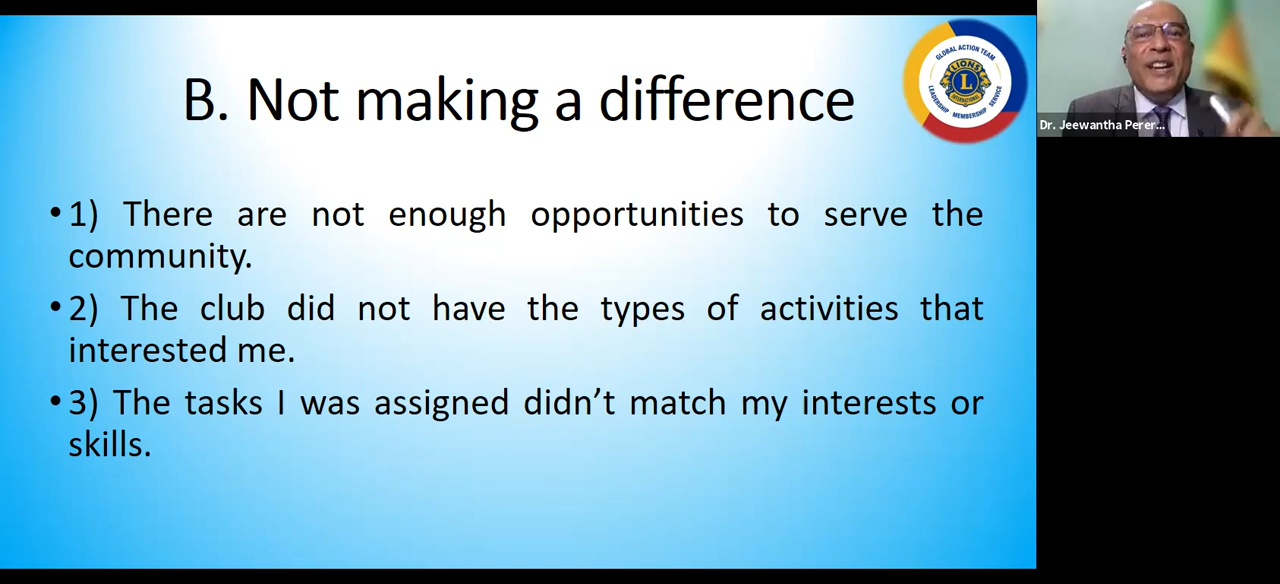 B. Not making a difference
GLOBAL ACTION TEAM
LIONS
L
INTERNATIONAL
LEADERSHIP MEMBERSHIP SERVICE
Dr. Jeewantha Perer...
• 1) There are not enough opportunities to serve the
community.
• 2) The club did not have the types of activities that
interested me.
• 3) The tasks I was assigned didn’t match my interests or
skills.